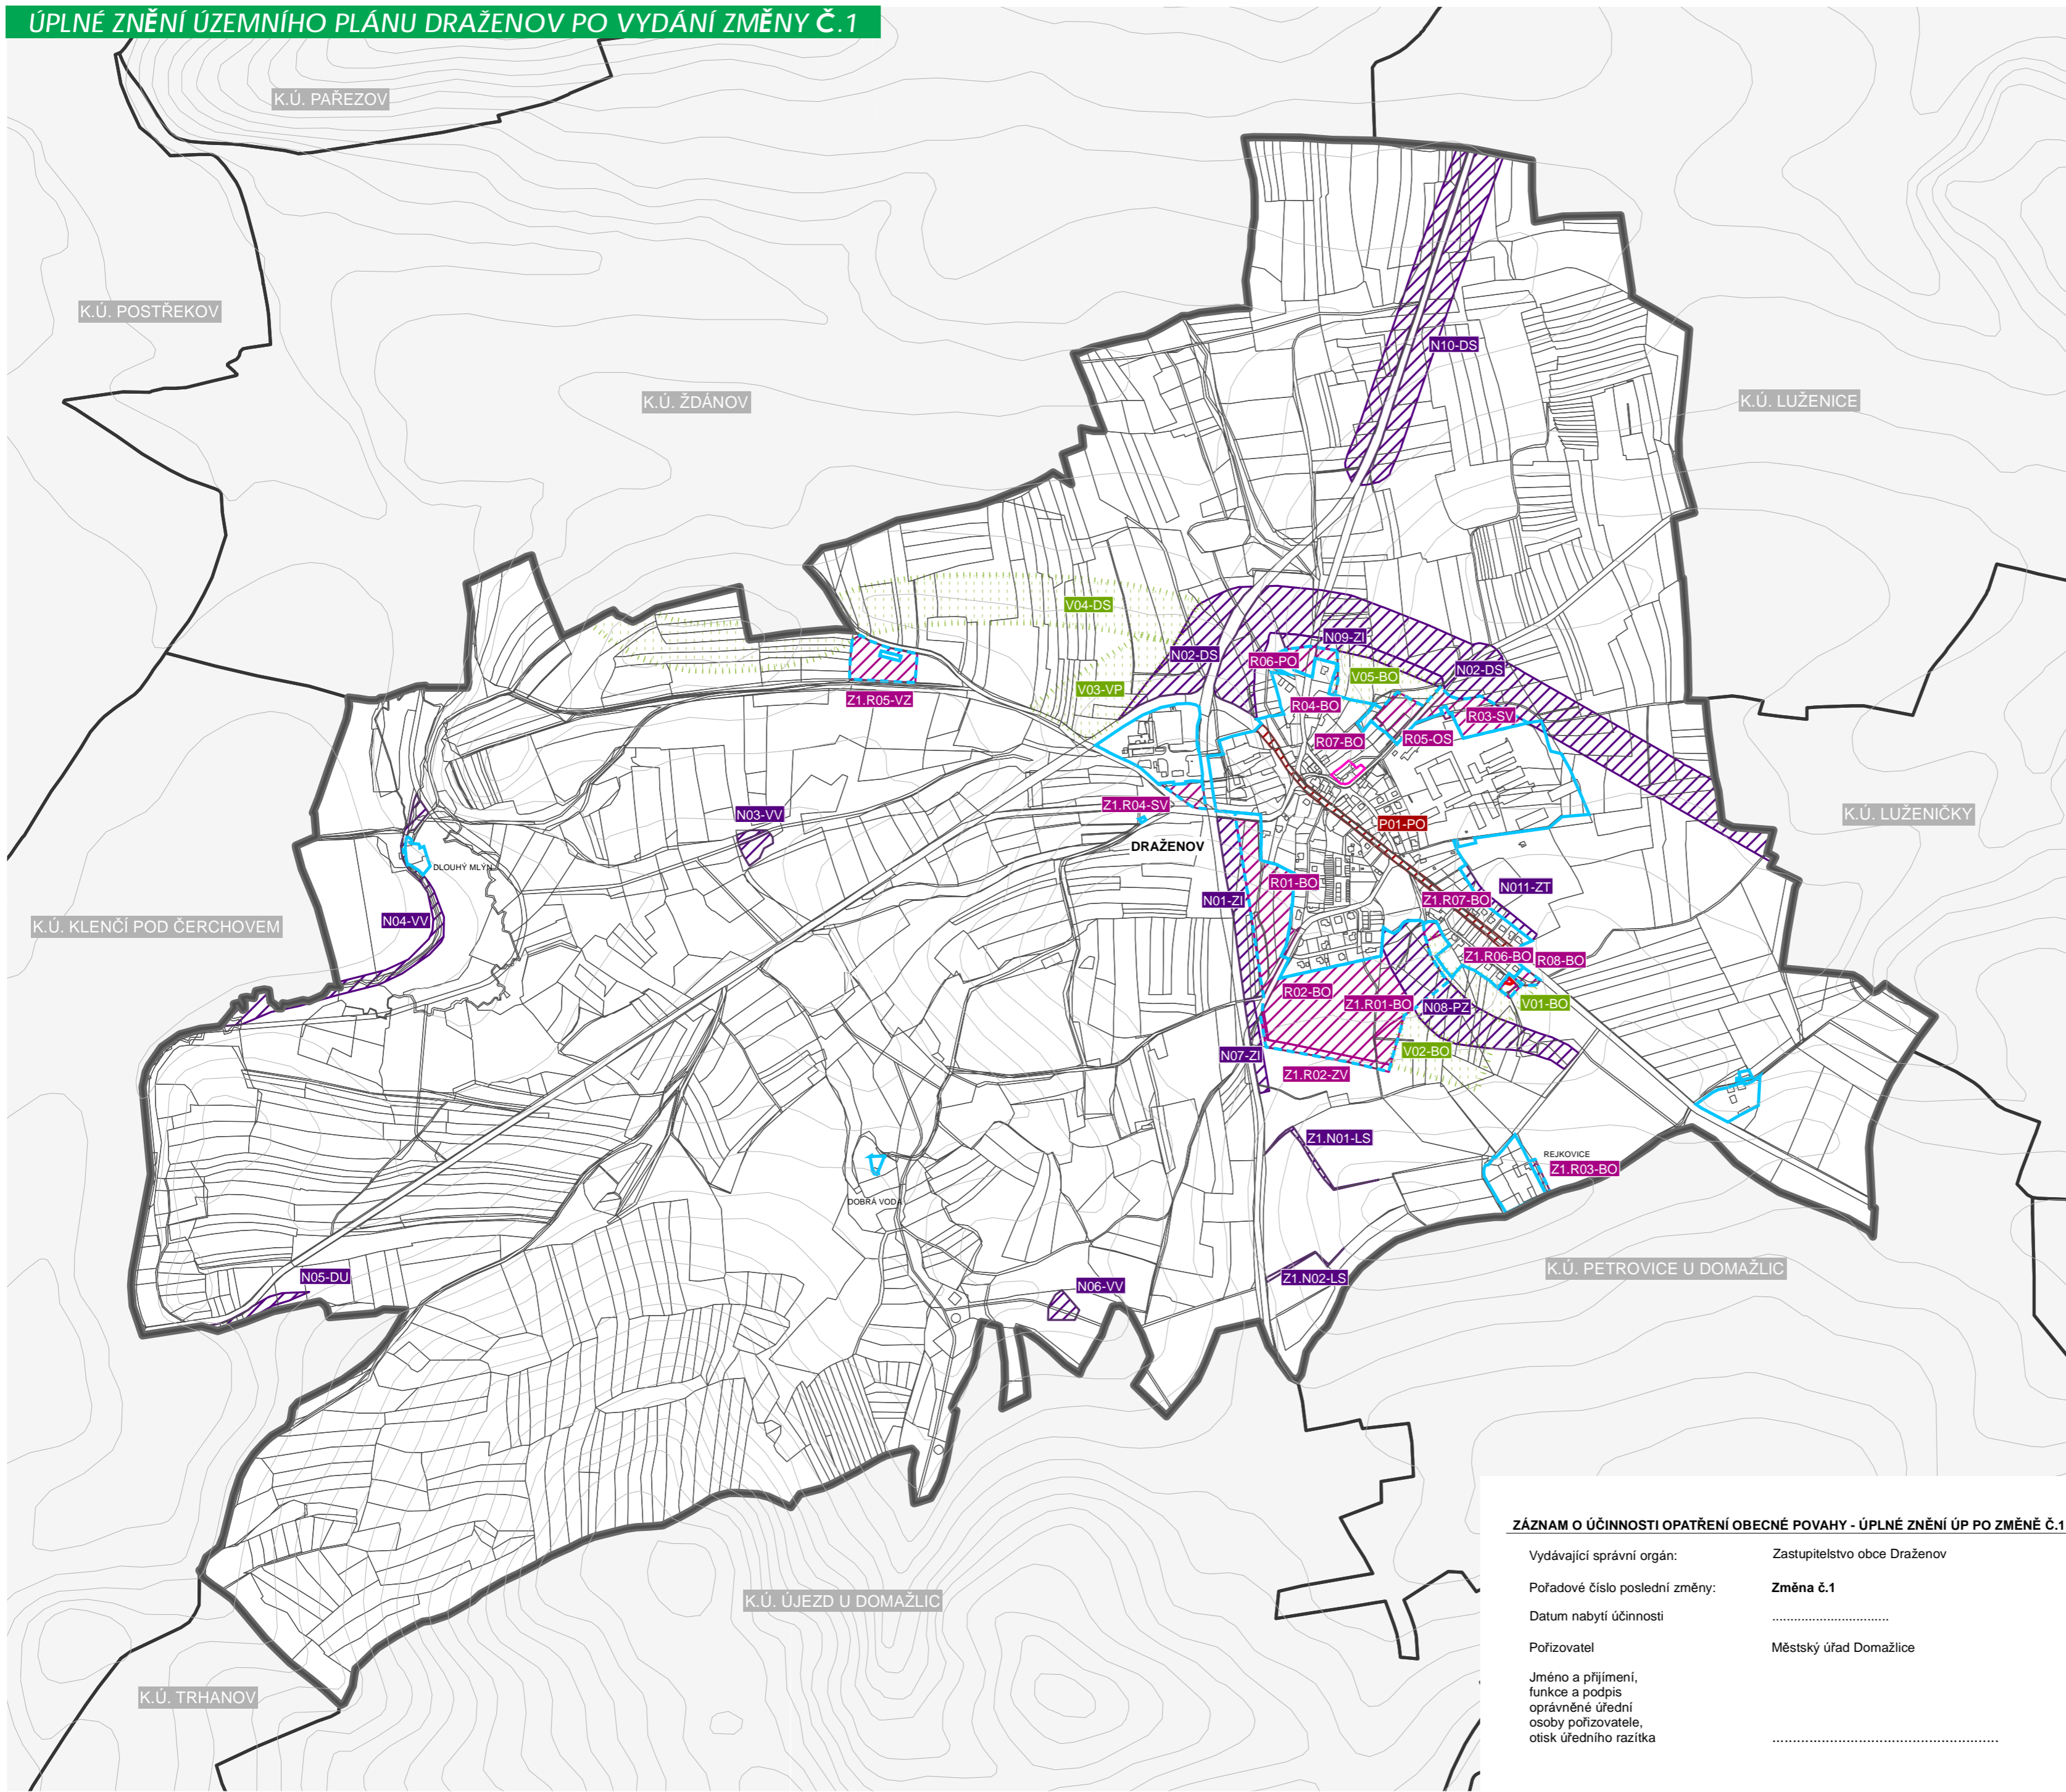 ÚPLNÉ ZNĚNÍ ÚZEMNÍHO PLÁNU DRAŽENOV PO VYDÁNÍ ZMĚNY Č.1
K.Ú. PAŘEZOV
K.Ú. POSTŘEKOV
N10-DS
K.Ú. ŽDÁNOV
K.Ú. LUŽENICE
V04-DS
N09-ZI
N02-DS
R06-PO
N02-DS
V05-BO
V03-VP
Z1.R05-VZ
R04-BO
R03-SV
R05-OS
R07-BO
Z1.R04-SV
N03-VV
K.Ú. LUŽENIČKY
P01-PO
DRAŽENOV
DLOUHÝ MLÝN
R01-BO
N011-ZT
N01-ZI
Z1.R07-BO
N04-VV
K.Ú. KLENČÍ POD ČERCHOVEM
Z1.R06-BO
R08-BO
R02-BO
Z1.R01-BO
V01-BO
N08-PZ
V02-BO
N07-ZI
Z1.R02-ZV
Z1.N01-LS
REJKOVICE
Z1.R03-BO
DOBRÁ VODA
K.Ú. PETROVICE U DOMAŽLIC
N05-DU
Z1.N02-LS
N06-VV
K.Ú. ÚJEZD U DOMAŽLIC
K.Ú. TRHANOV
ZÁZNAM O ÚČINNOSTI OPATŘENÍ OBECNÉ POVAHY - ÚPLNÉ ZNĚNÍ ÚP PO ZMĚNĚ Č.1
Vydávající správní orgán: Zastupitelstvo obce Draženov
Pořadové číslo poslední změny: Změna č.1
Datum nabytí účinnosti ................................
Pořizovatel Městský úřad Domažlice
Jméno a přijímení,
funkce a podpis
oprávněné úřední
osoby pořizovatele,
otisk úředního razítka .......................................................